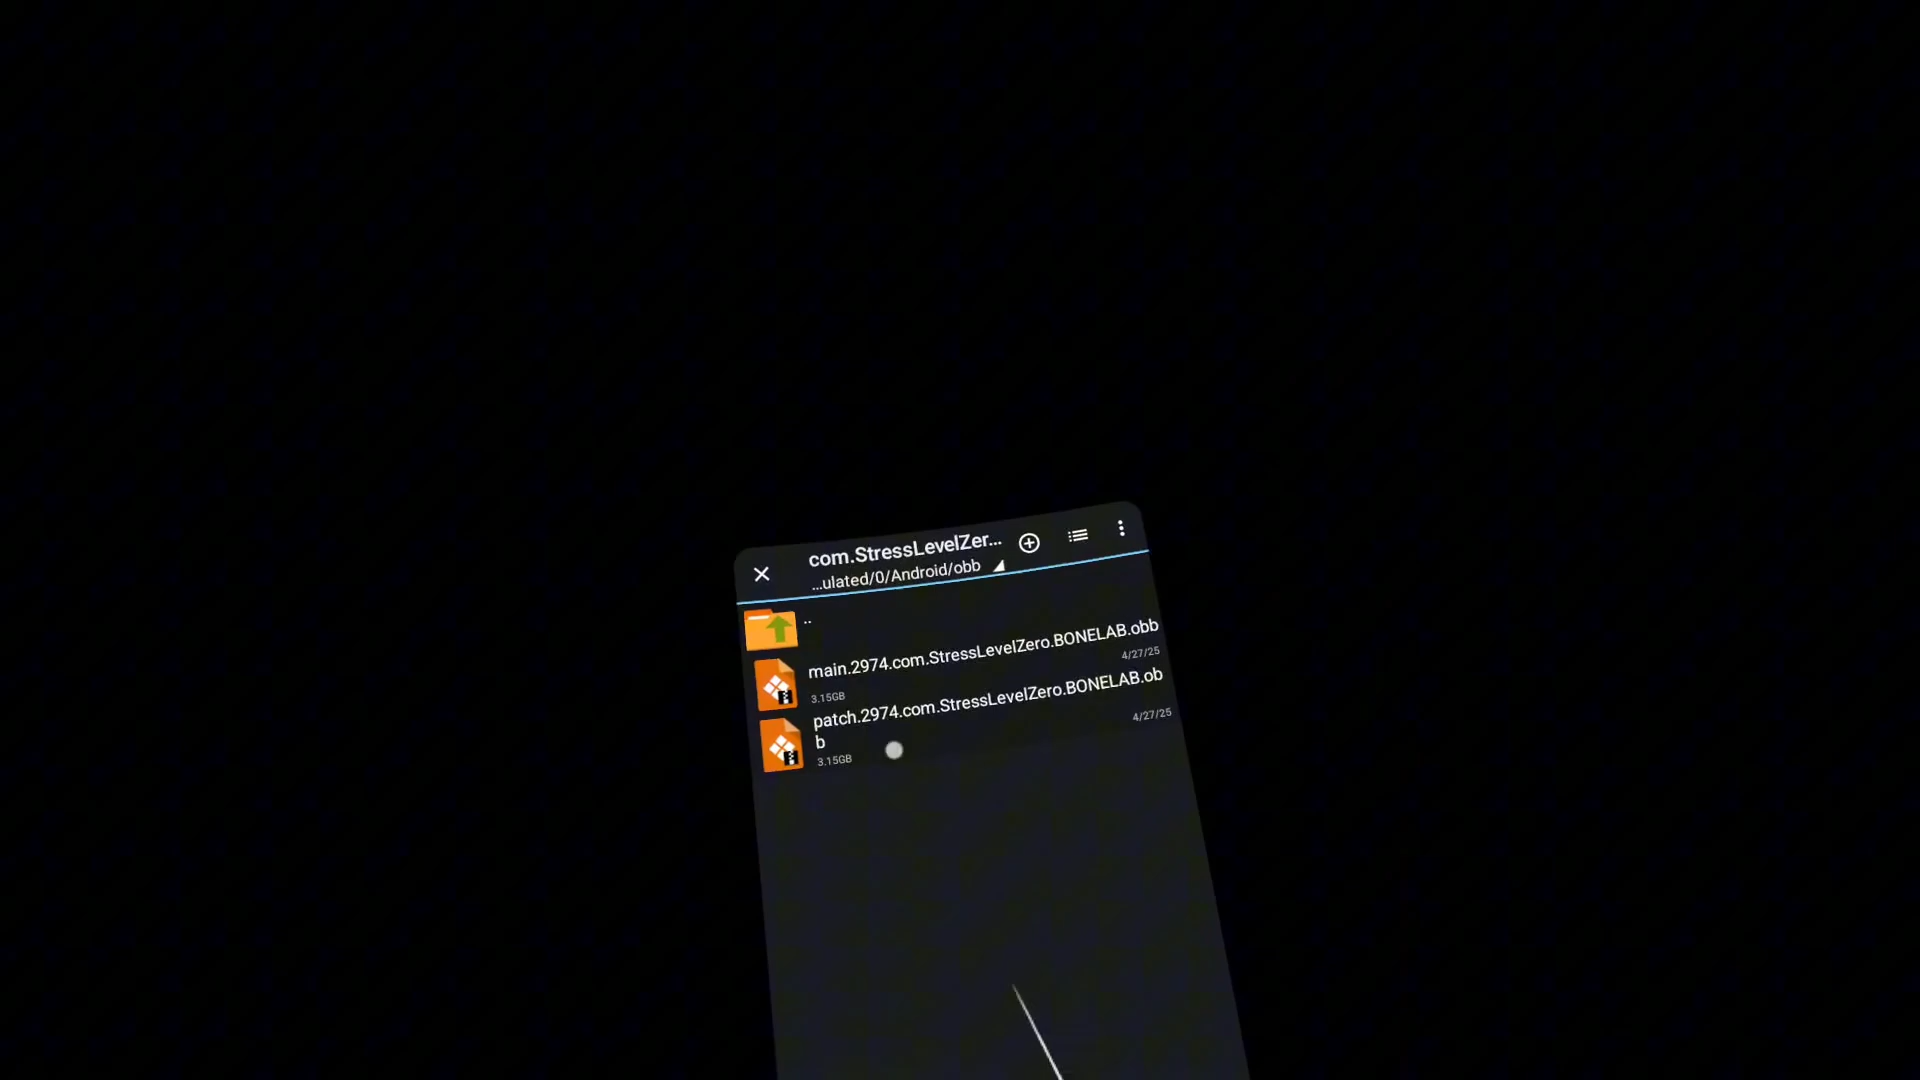 com.StressLevelZer...
...ulated/0/Android/obb
..
main.2974.com.StressLevelZero.BONELAB.obb
3.15GB
4/27/25
patch.2974.com.StressLevelZero.BONELAB.ob
b
3.15GB
4/27/25